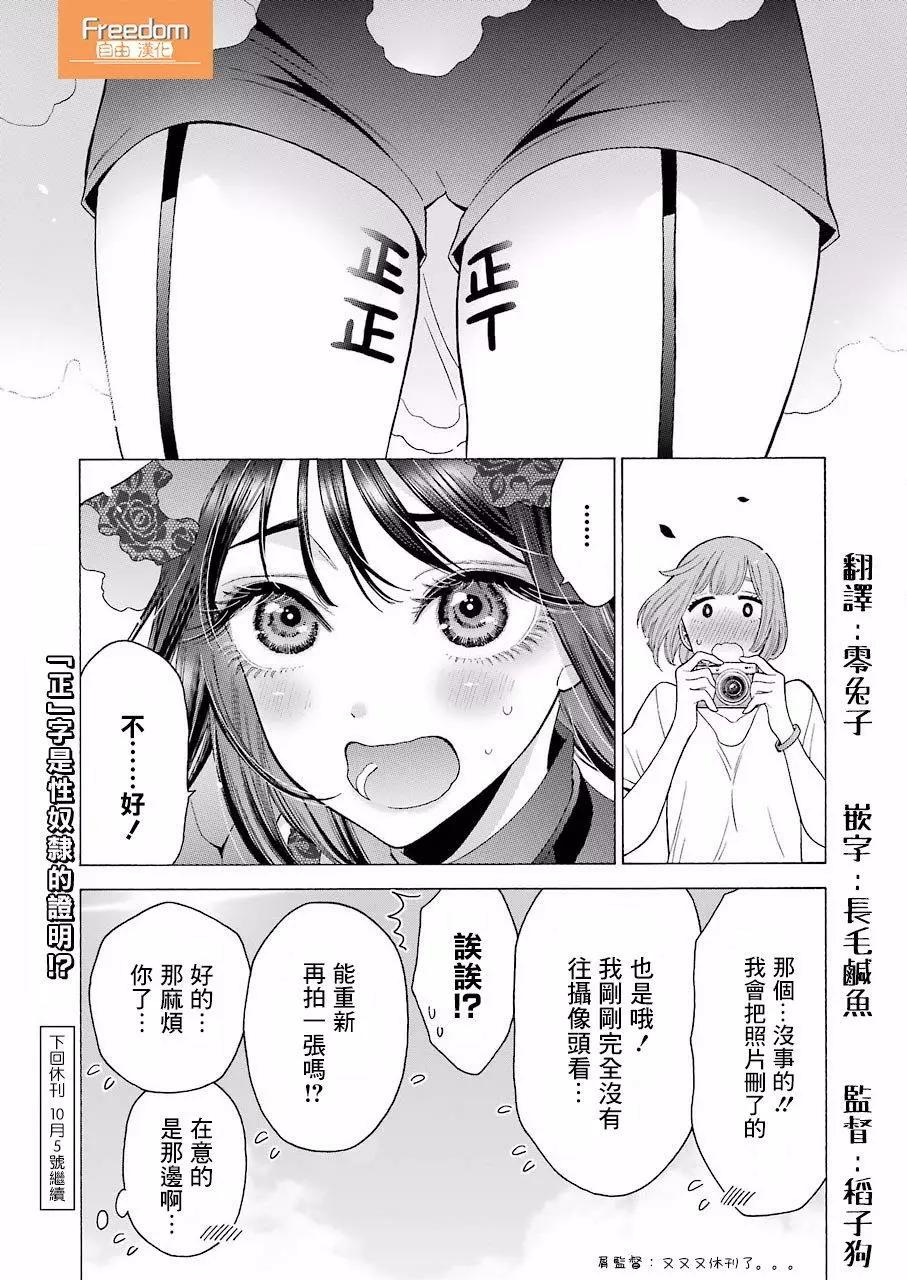 Freedom
自由 漢化
正
正
正
丅
……
不……好！
那個…沒事的!!
我會把照片刪了的
也是哦！
我剛剛完全沒有
往攝像頭看…
誒誒!?
能重新
再拍一張嗎!?
好的…
那麻煩
你了…
在意的
是那邊啊…
「正」字是性奴隸的證明!?
下回休刊 10月5號繼續
翻譯：零兔子 嵌字：長毛鹹魚 監督：稻子狗
肩監督：又又又休刊了。。。